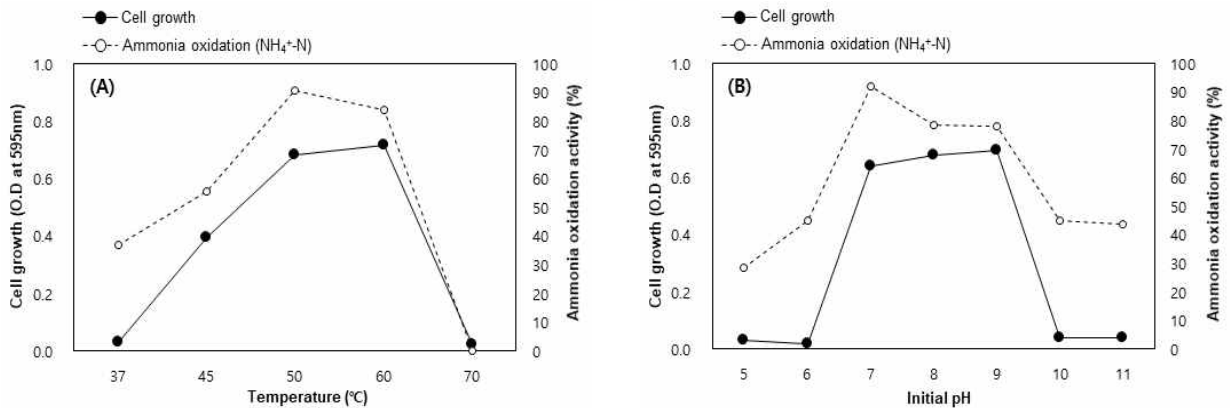 Cell growth
Ammonia oxidation (NH₄⁺-N)
(A)
Cell growth (O.D at 595nm)
1.0
0.8
0.6
0.4
0.2
0.0
100
90
80
70
60
50
40
30
20
10
0
Ammonia oxidation activity (%)
37 45 50 60 70
Temperature (℃)
Cell growth
Ammonia oxidation (NH₄⁺-N)
(B)
Cell growth (O.D at 595nm)
1.0
0.8
0.6
0.4
0.2
0.0
100
90
80
70
60
50
40
30
20
10
0
Ammonia oxidation activity (%)
5 6 7 8 9 10 11
Initial pH